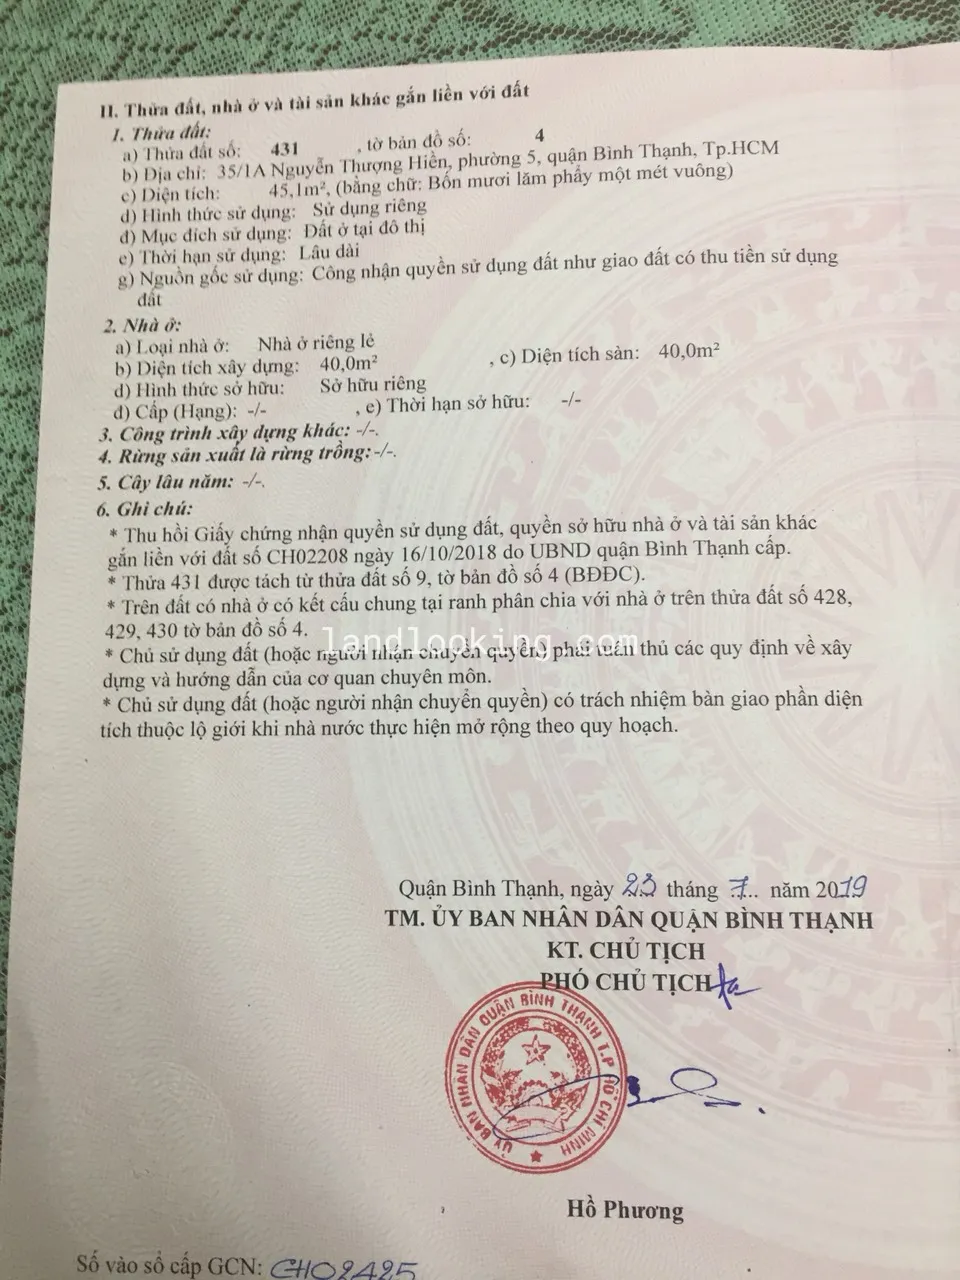 II. Thửa đất, nhà ở và tài sản khác gắn liền với đất
1. Thửa đất:
a) Thửa đất số: 431 , tờ bản đồ số: 4
b) Địa chỉ: 35/1A Nguyễn Thượng Hiền, phường 5, quận Bình Thạnh, Tp.HCM
c) Diện tích: 45,1m², (bằng chữ: Bốn mươi lăm phẩy một mét vuông)
d) Hình thức sử dụng: Sử dụng riêng
đ) Mục đích sử dụng: Đất ở tại đô thị
e) Thời hạn sử dụng: Lâu dài
g) Nguồn gốc sử dụng: Công nhận quyền sử dụng đất như giao đất có thu tiền sử dụng
đất
2. Nhà ở:
a) Loại nhà ở: Nhà ở riêng lẻ
b) Diện tích xây dựng: 40,0m² , c) Diện tích sàn: 40,0m²
d) Hình thức sở hữu: Sở hữu riêng
đ) Cấp (Hạng): -/- , e) Thời hạn sở hữu: -/-
3. Công trình xây dựng khác: -/-.
4. Rừng sản xuất là rừng trồng: -/-.
5. Cây lâu năm: -/-.
6. Ghi chú:
* Thu hồi Giấy chứng nhận quyền sử dụng đất, quyền sở hữu nhà ở và tài sản khác
gắn liền với đất số CH02208 ngày 16/10/2018 do UBND quận Bình Thạnh cấp.
* Thửa 431 được tách từ thửa đất số 9, tờ bản đồ số 4 (BĐĐC).
* Trên đất có nhà ở có kết cấu chung tại ranh phân chia với nhà ở trên thửa đất số 428,
429, 430 tờ bản đồ số 4.
landlooking.com
* Chủ sử dụng đất (hoặc người nhận chuyển quyền) phải tuân thủ các quy định về xây
dựng và hướng dẫn của cơ quan chuyên môn.
* Chủ sử dụng đất (hoặc người nhận chuyển quyền) có trách nhiệm bàn giao phần diện
tích thuộc lộ giới khi nhà nước thực hiện mở rộng theo quy hoạch.
Quận Bình Thạnh, ngày 23 tháng 7.. năm 2019
TM. ỦY BAN NHÂN DÂN QUẬN BÌNH THẠNH
KT. CHỦ TỊCH
PHÓ CHỦ TỊCH
ỦY BAN NHÂN DÂN QUẬN BÌNH THẠNH T.P HỒ CHÍ MINH
Hồ Phương
Số vào sổ cấp GCN: CH02425